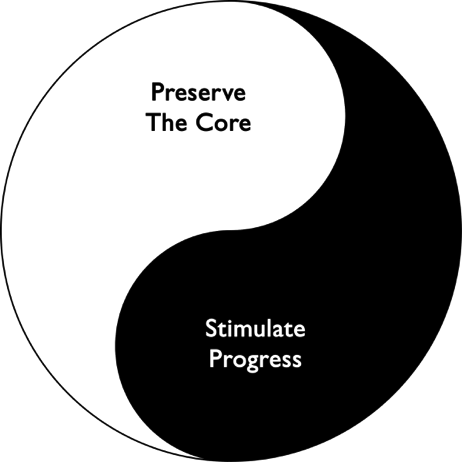 Preserve
The Core
Stimulate
Progress